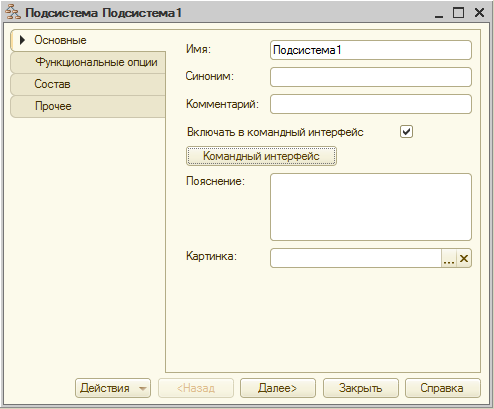 Подсистема Подсистема1
Основные
Функциональные опции
Состав
Прочее
Имя: Подсистема1
Синоним:
Комментарий:
Включать в командный интерфейс
Командный интерфейс
Пояснение:
Картинка: ...
Действия <Назад Далее> Закрыть Справка